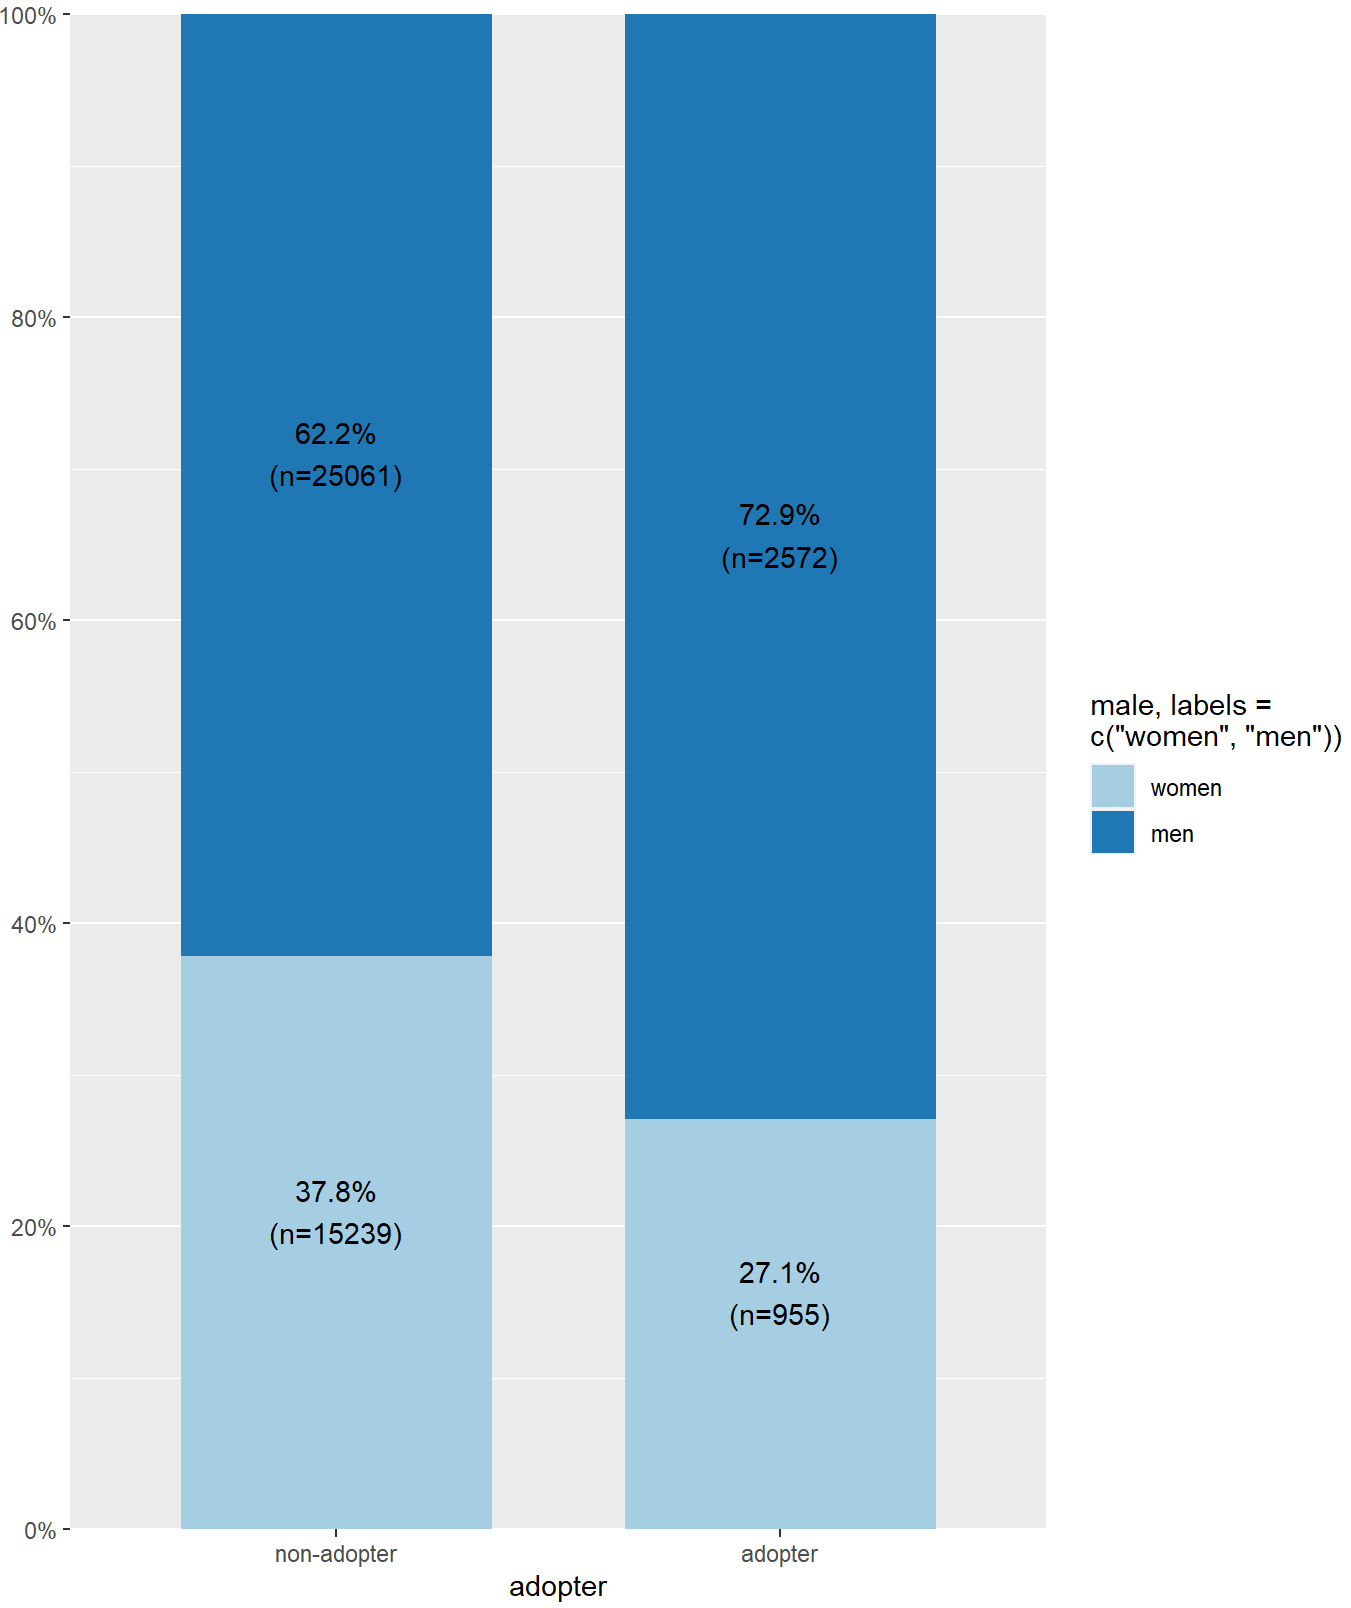 100%
80%
60%
40%
20%
0%
62.2%
(n=25061)
72.9%
(n=2572)
37.8%
(n=15239)
27.1%
(n=955)
non-adopter
adopter
adopter
male, labels =
c("women", "men"))
women
men